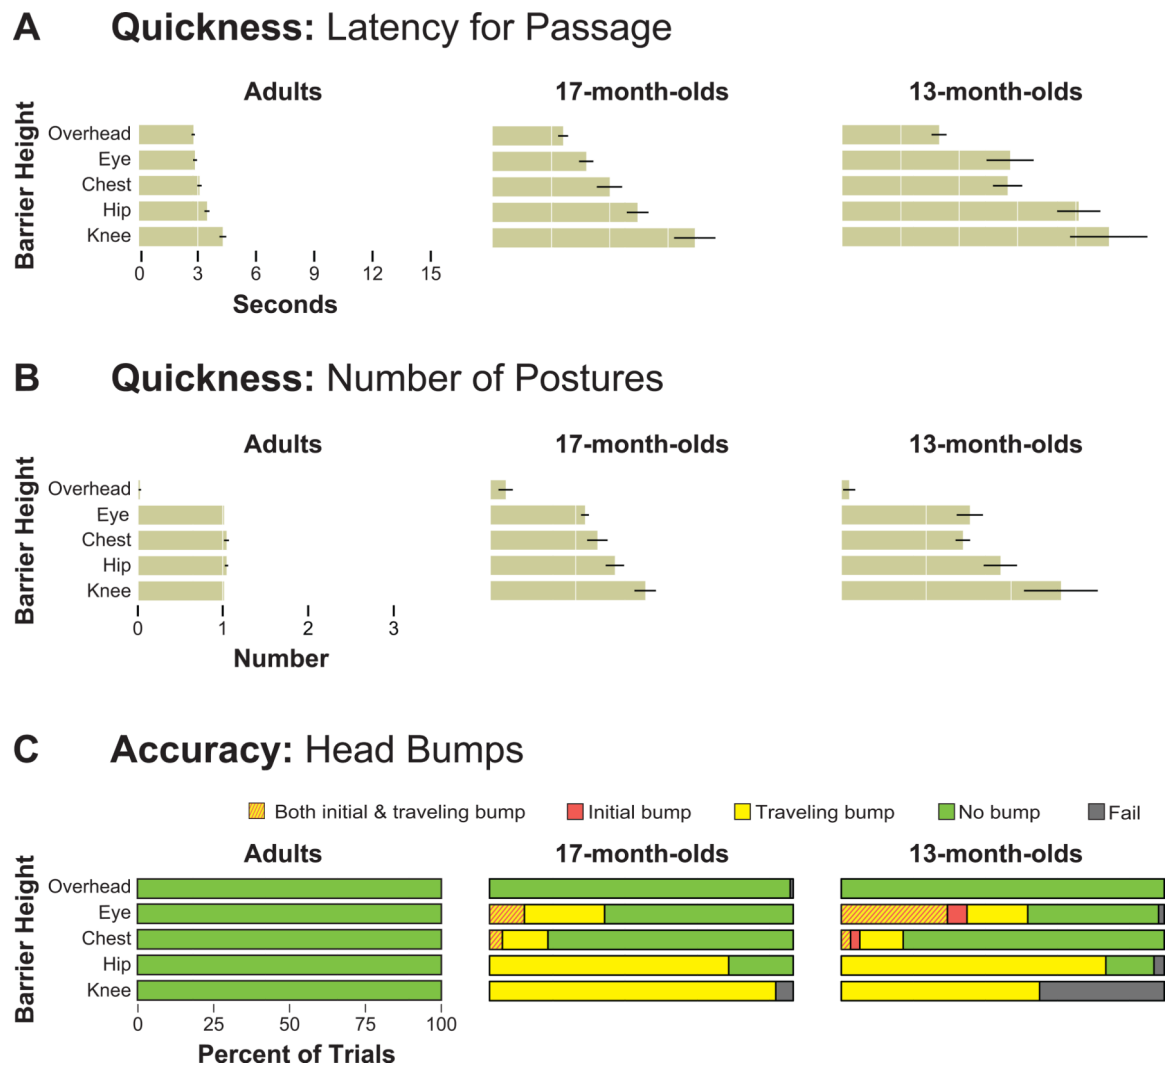 A Quickness: Latency for Passage
Adults 17-month-olds 13-month-olds
Barrier Height
Overhead
Eye
Chest
Hip
Knee
0 3 6 9 12 15
Seconds
B Quickness: Number of Postures
Adults 17-month-olds 13-month-olds
Barrier Height
Overhead
Eye
Chest
Hip
Knee
0 1 2 3
Number
C Accuracy: Head Bumps
Both initial & traveling bump Initial bump Traveling bump No bump Fail
Adults 17-month-olds 13-month-olds
Barrier Height
Overhead
Eye
Chest
Hip
Knee
0 25 50 75 100
Percent of Trials